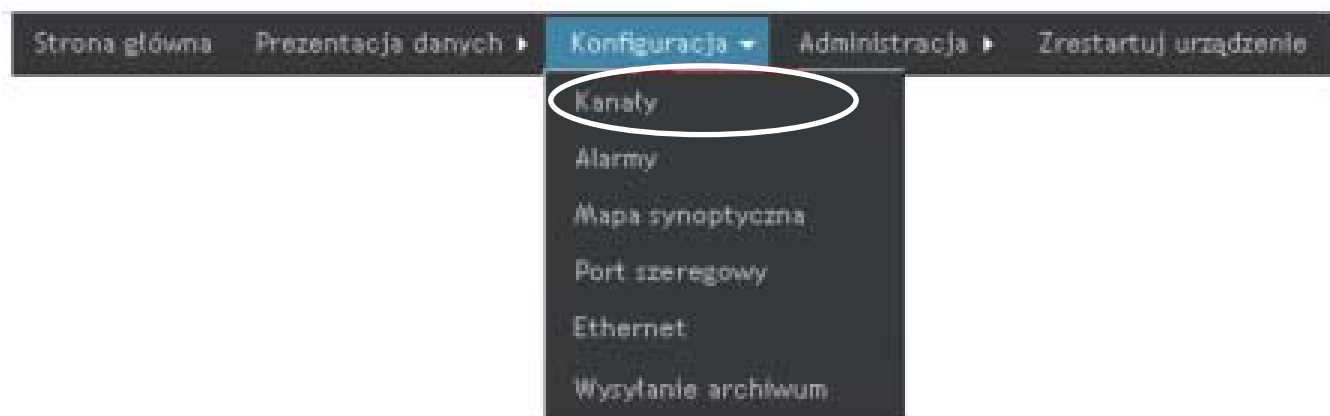 Strona główna Prezentacja danych Konfiguracja Administracja Zrestartuj urządzenie
Kanały
Alarmy
Mapa synoptyczna
Port szeregowy
Ethernet
Wysyłanie archiwum